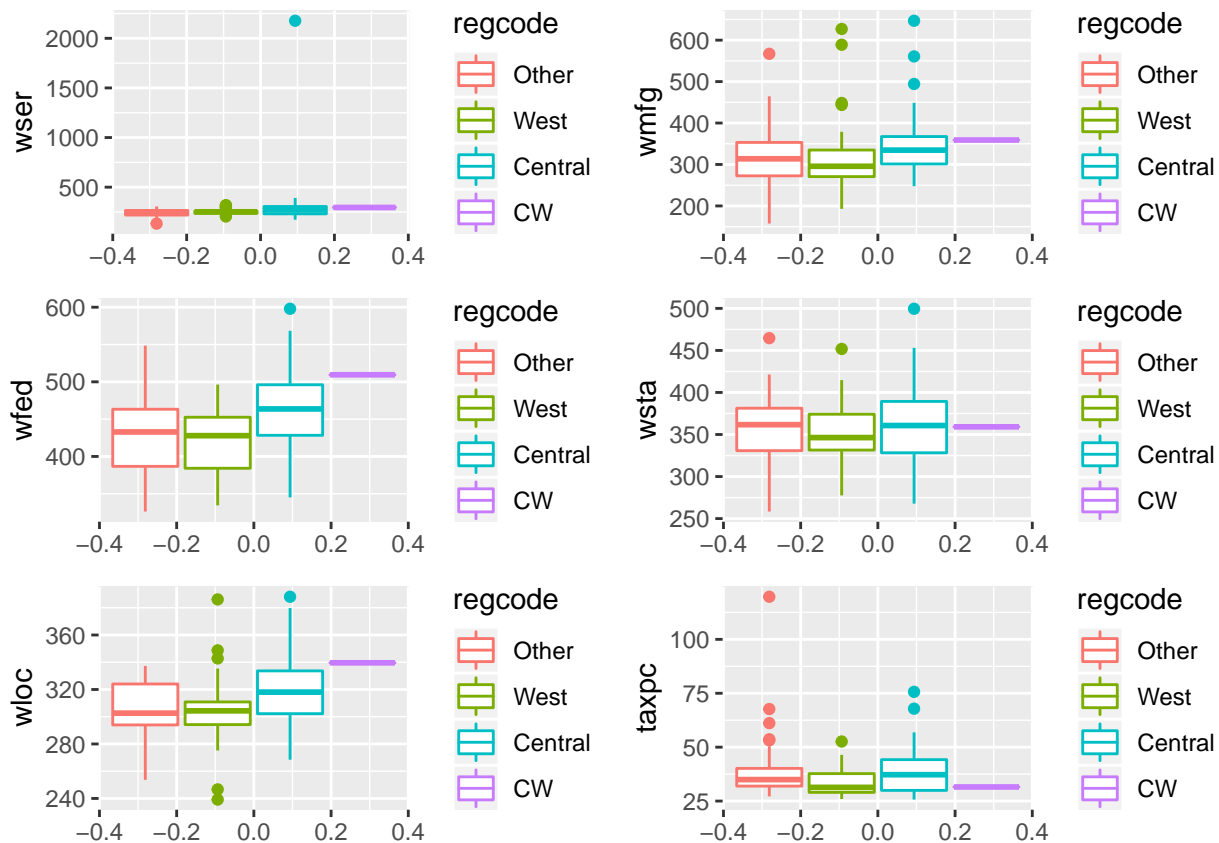 wser
2000
1500
1000
500
−0.4 −0.2 0.0 0.2 0.4
regcode
Other
West
Central
CW
wmfg
600
500
400
300
200
−0.4 −0.2 0.0 0.2 0.4
regcode
Other
West
Central
CW
wfed
600
500
400
−0.4 −0.2 0.0 0.2 0.4
regcode
Other
West
Central
CW
wsta
500
450
400
350
300
250
−0.4 −0.2 0.0 0.2 0.4
regcode
Other
West
Central
CW
wloc
360
320
280
240
−0.4 −0.2 0.0 0.2 0.4
regcode
Other
West
Central
CW
taxpc
100
75
50
25
−0.4 −0.2 0.0 0.2 0.4
regcode
Other
West
Central
CW